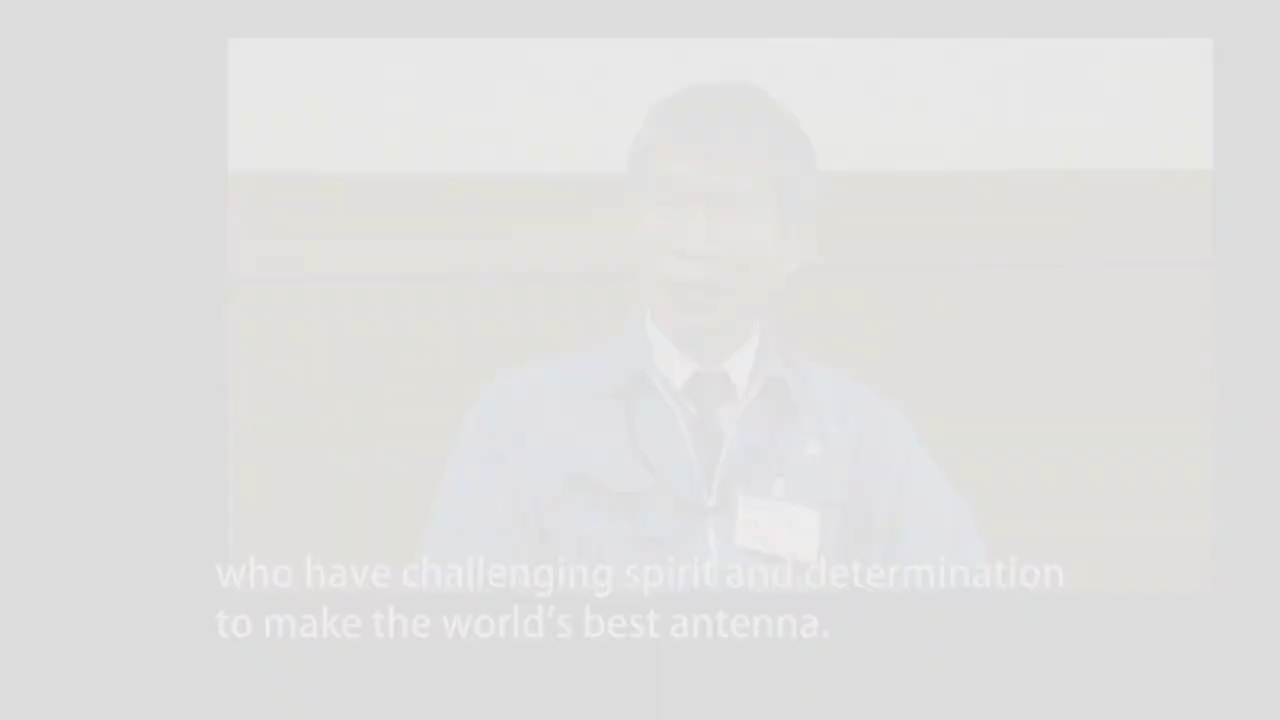 who have challenging spirit and determination
to make the world's best antenna.